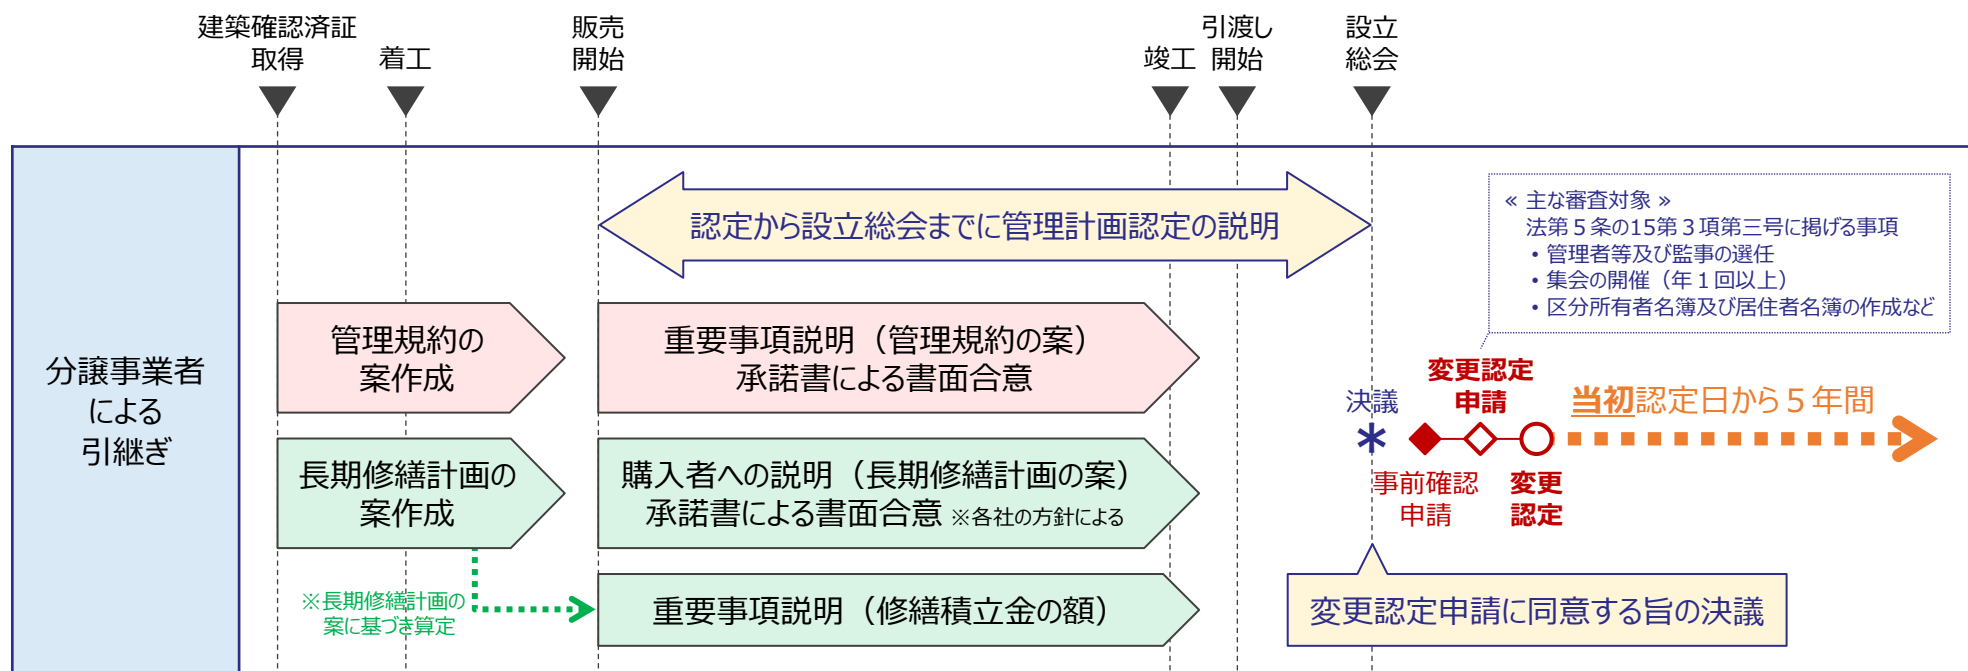 建築確認済証
取得
着工
販売
開始
竣工
引渡し
開始
設立
総会
分譲事業者
による
引継ぎ
認定から設立総会までに管理計画認定の説明
« 主な審査対象 »
法第５条の15第３項第三号に掲げる事項
• 管理者等及び監事の選任
• 集会の開催（年１回以上）
• 区分所有者名簿及び居住者名簿の作成など
管理規約の
案作成
重要事項説明（管理規約の案）
承諾書による書面合意
長期修繕計画の
案作成
購入者への説明（長期修繕計画の案）
承諾書による書面合意 ※各社の方針による
※長期修繕計画の
案に基づき算定
重要事項説明（修繕積立金の額）
決議
変更認定
申請
事前確認
申請
変更
認定
当初認定日から５年間
変更認定申請に同意する旨の決議